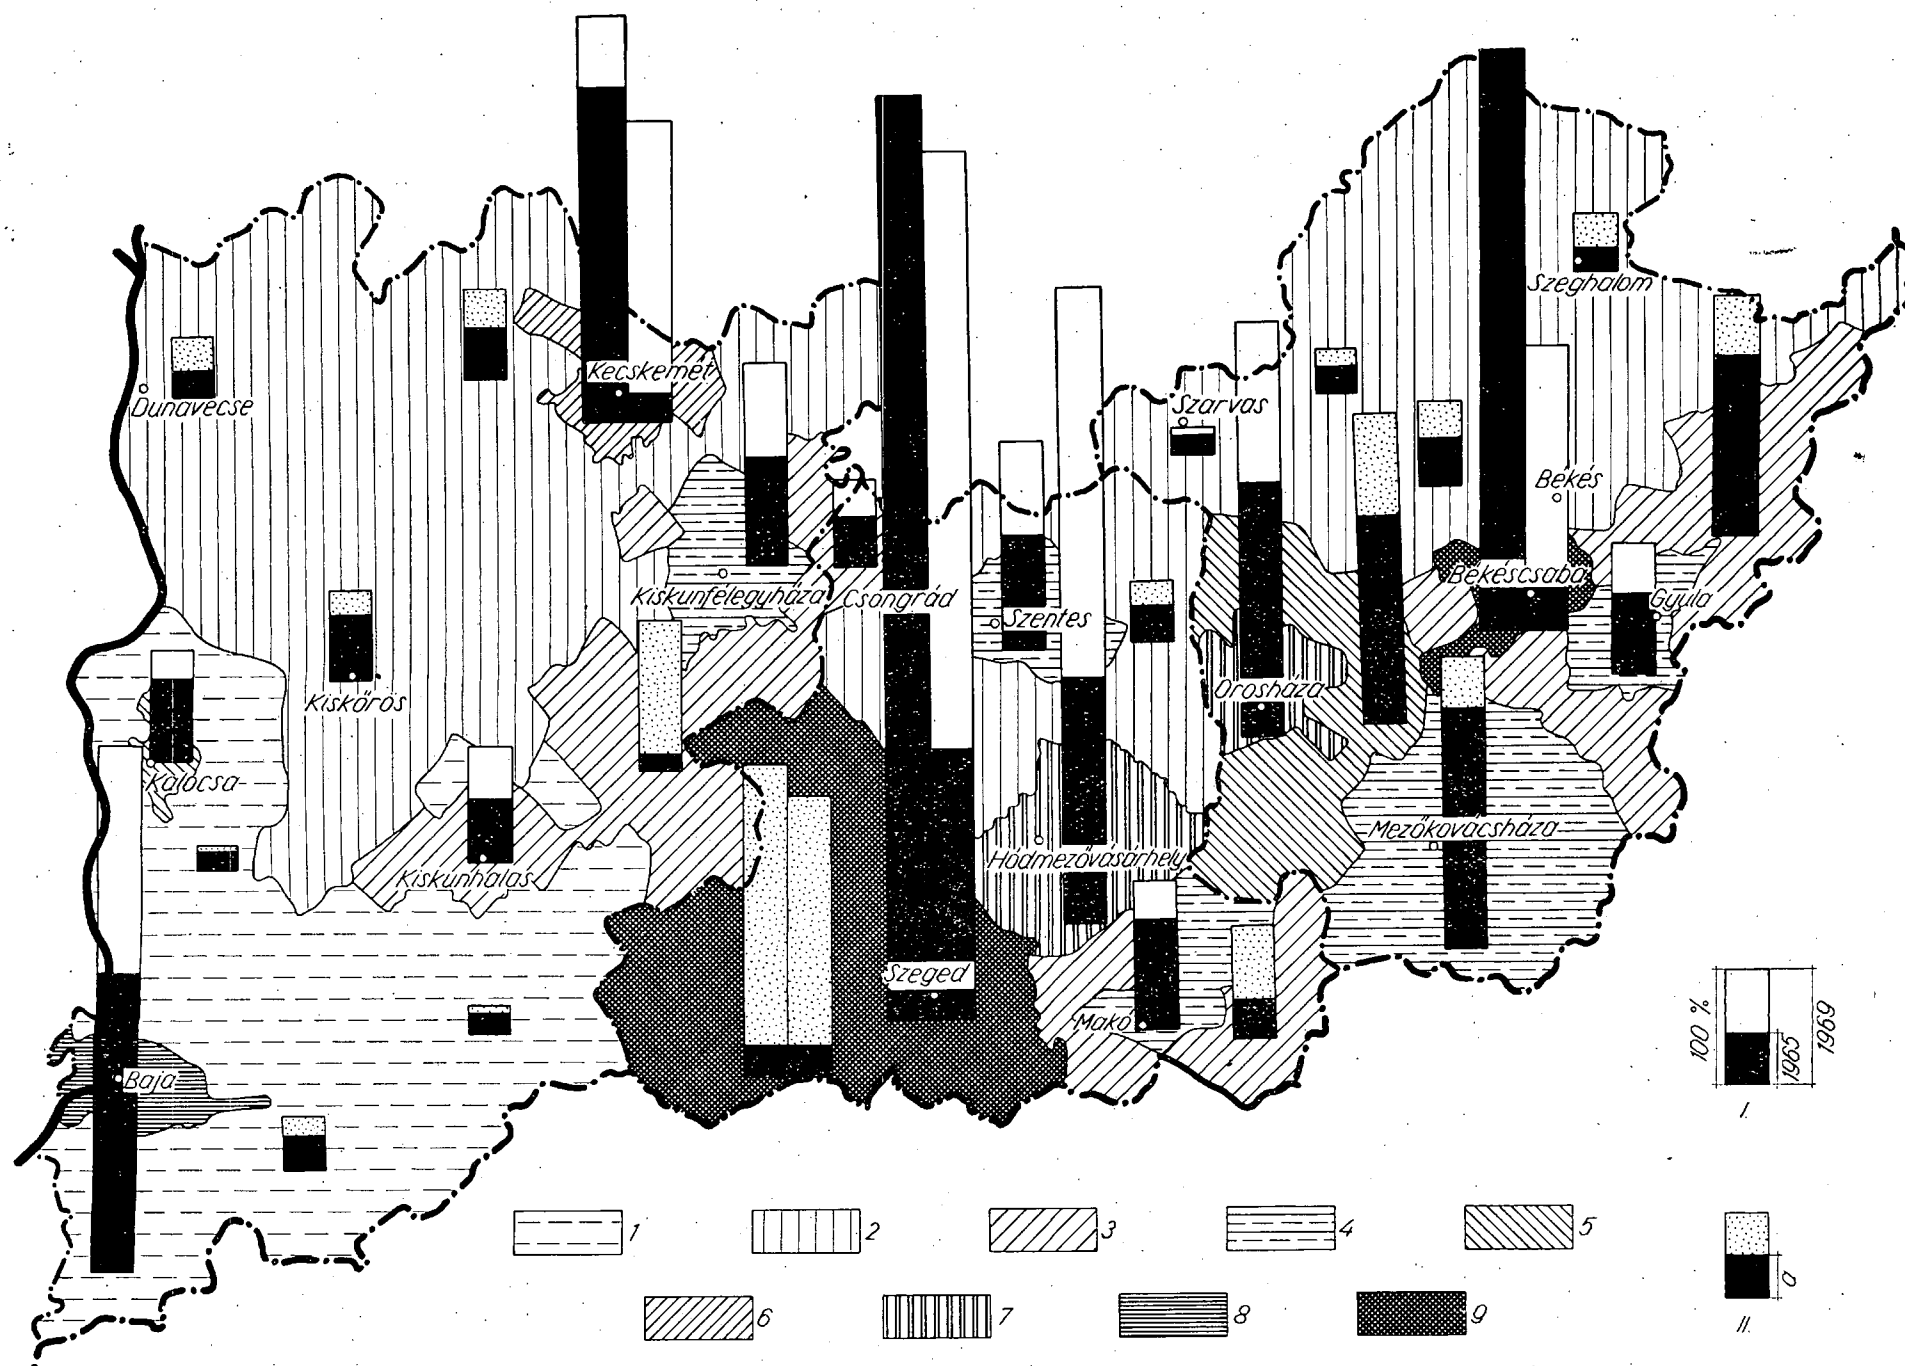 Kecskemét
Dunavecse
Szeghalom
Szarvas
Békés
Kiskunfélegyháza
Csongrád
Szentes
Békéscsaba
Gyula
Kiskőrös
Orosháza
Kalocsa
Kiskunhalas
Hódmezővásárhely
Mezőkovácsháza
Szeged
Makó
Baja
100 %
1965
1969
I.
1
2
3
4
5
6
7
8
9
a
II.